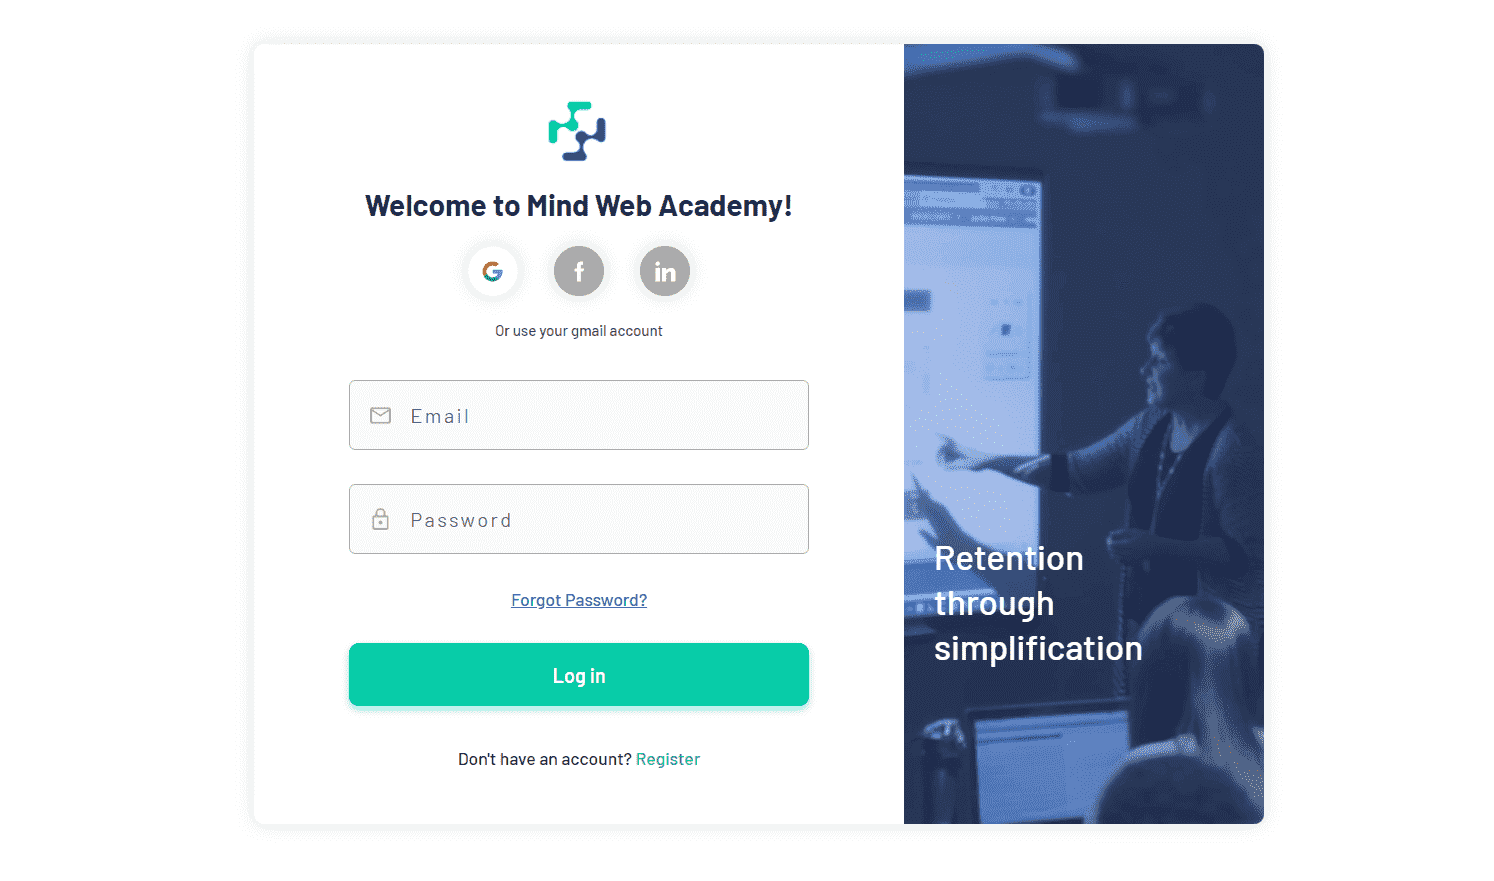 Welcome to Mind Web Academy!
G f in
Or use your gmail account
Email
Password
Forgot Password?
Log in
Don't have an account? Register
Retention
through
simplification